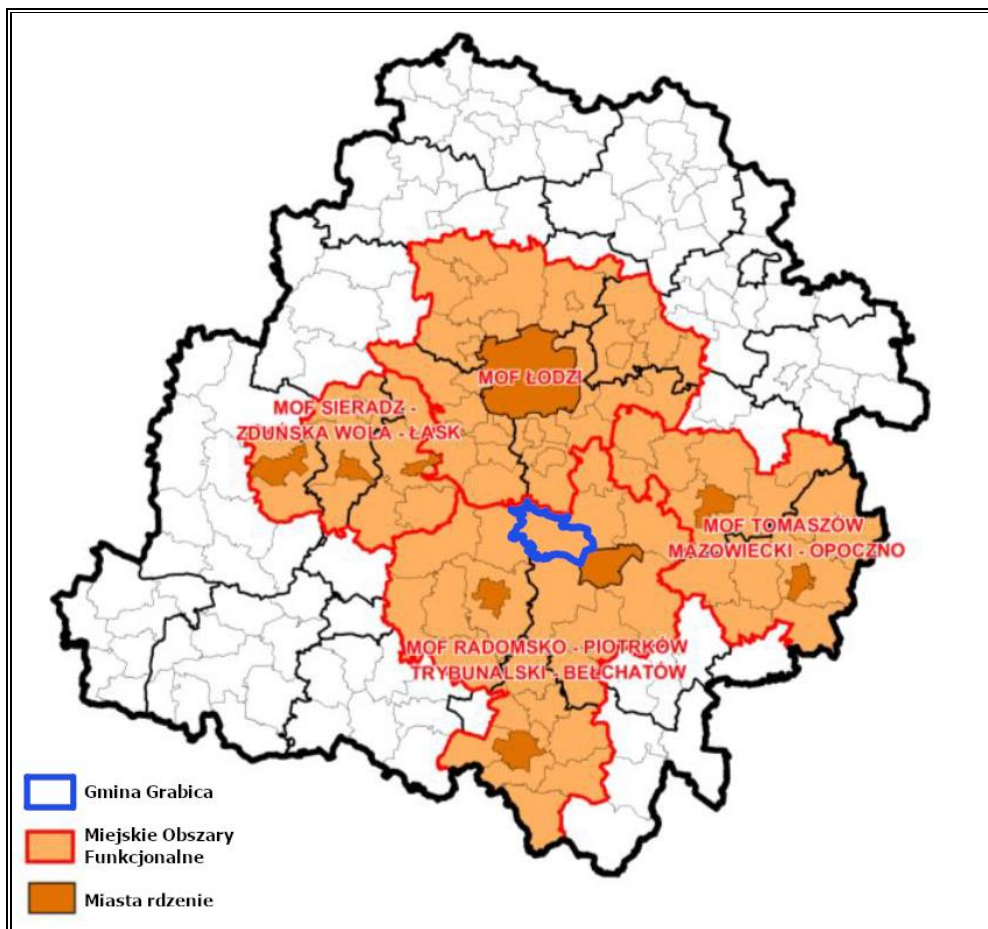 MOF ŁODZI
MOF SIERADZ -
ZDUŃSKA WOLA - ŁASK
MOF TOMASZÓW
MAZOWIECKI - OPOCZNO
MOF RADOMSKO - PIOTRKÓW
TRYBUNALSKI - BEŁCHATÓW
Gmina Grabica
Miejskie Obszary
Funkcjonalne
Miasta rdzenie